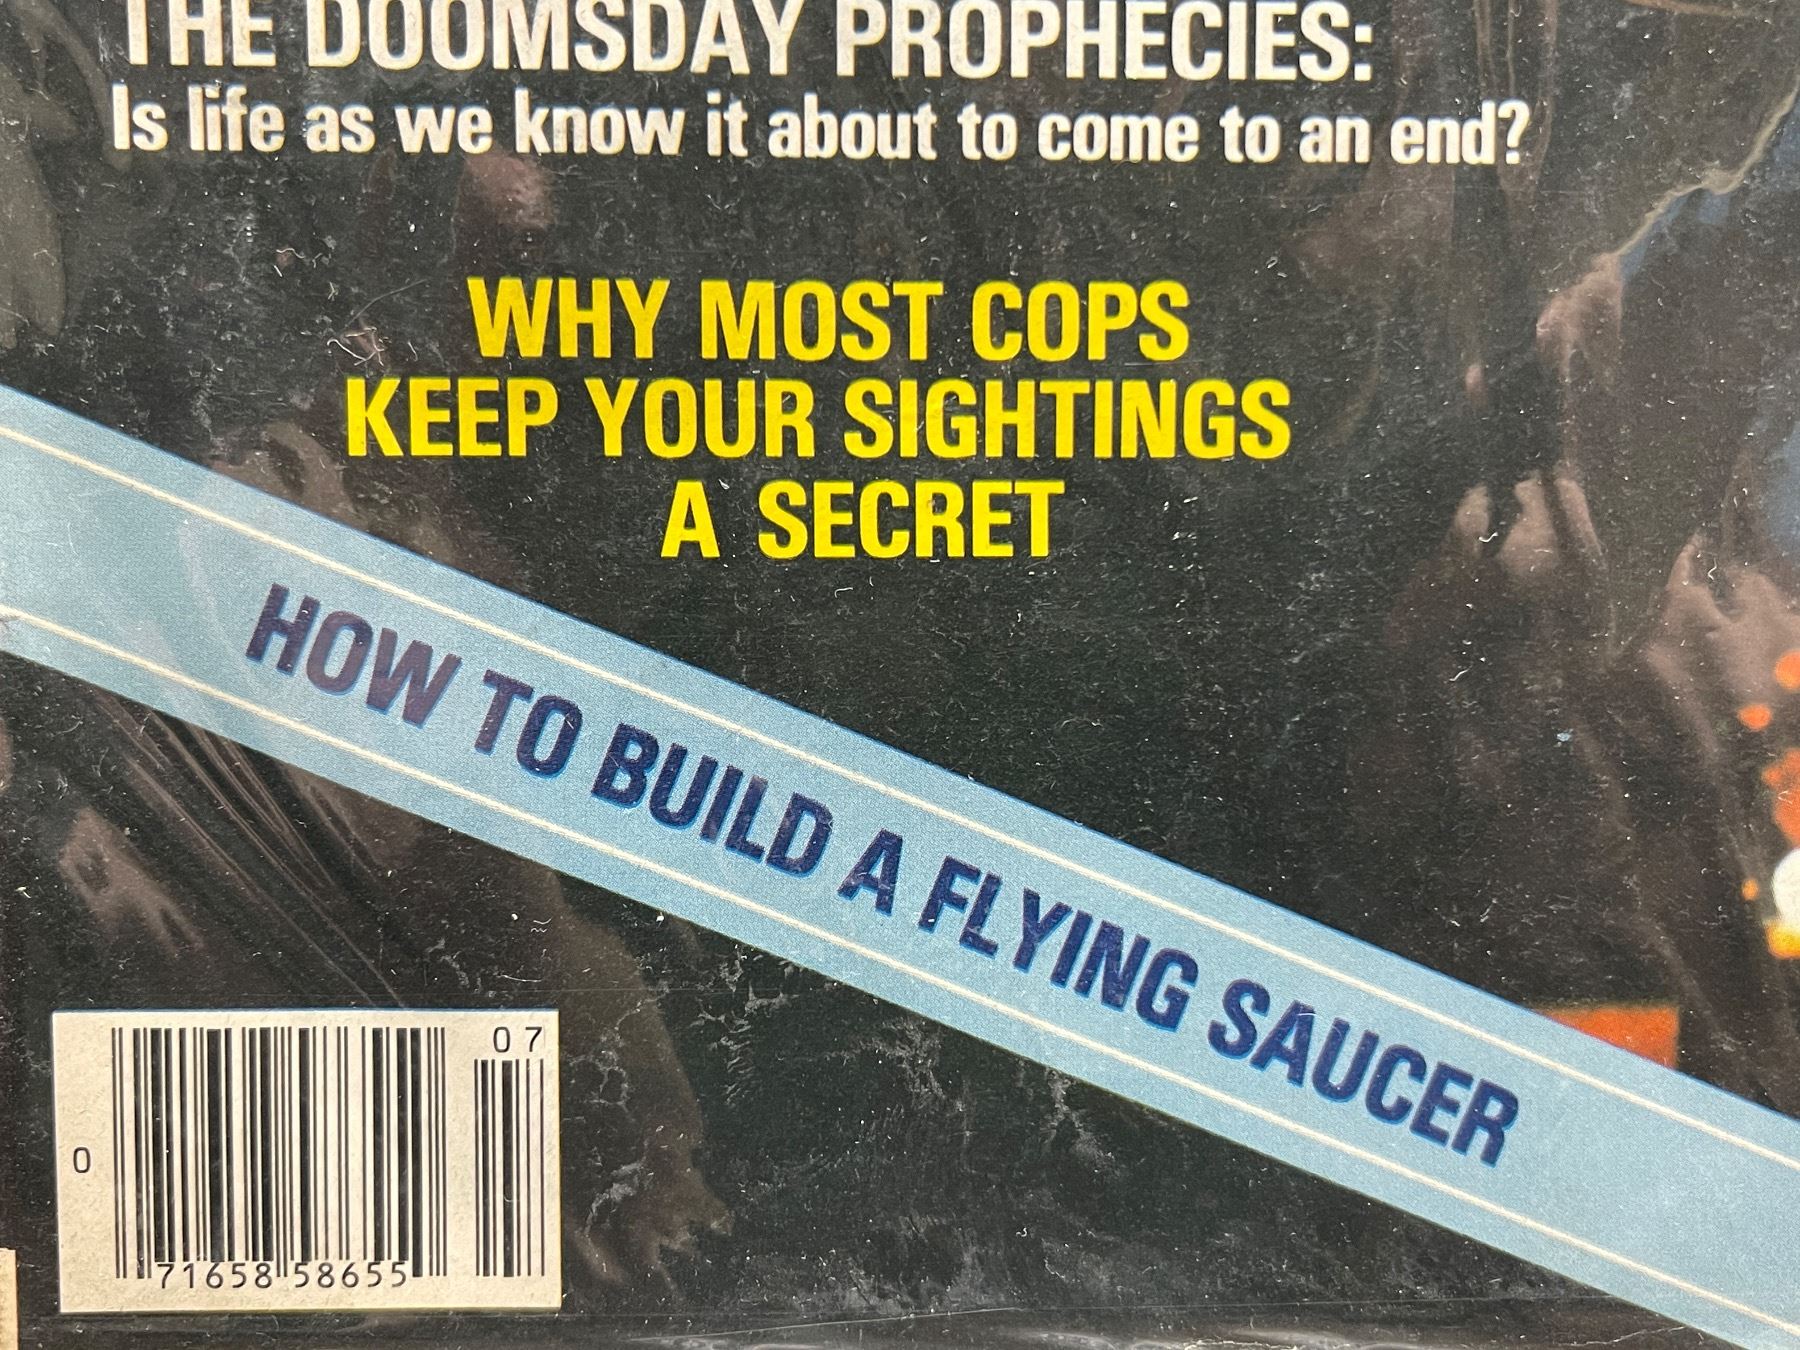 THE DOOMSDAY PROPHECIES:
Is life as we know it about to come to an end?
WHY MOST COPS
KEEP YOUR SIGHTINGS
A SECRET
HOW TO BUILD A FLYING SAUCER
07
0
71658 58655